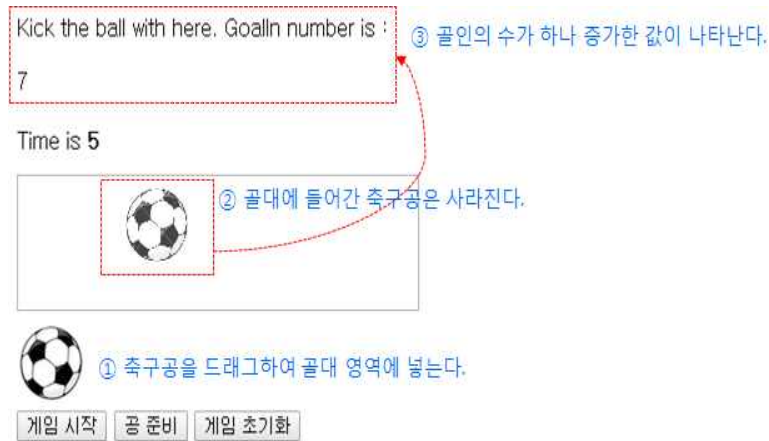 Kick the ball with here. GoalIn number is :
③ 골인의 수가 하나 증가한 값이 나타난다.
7
Time is 5
② 골대에 들어간 축구공은 사라진다.
① 축구공을 드래그하여 골대 영역에 넣는다.
게임 시작 공 준비 게임 초기화